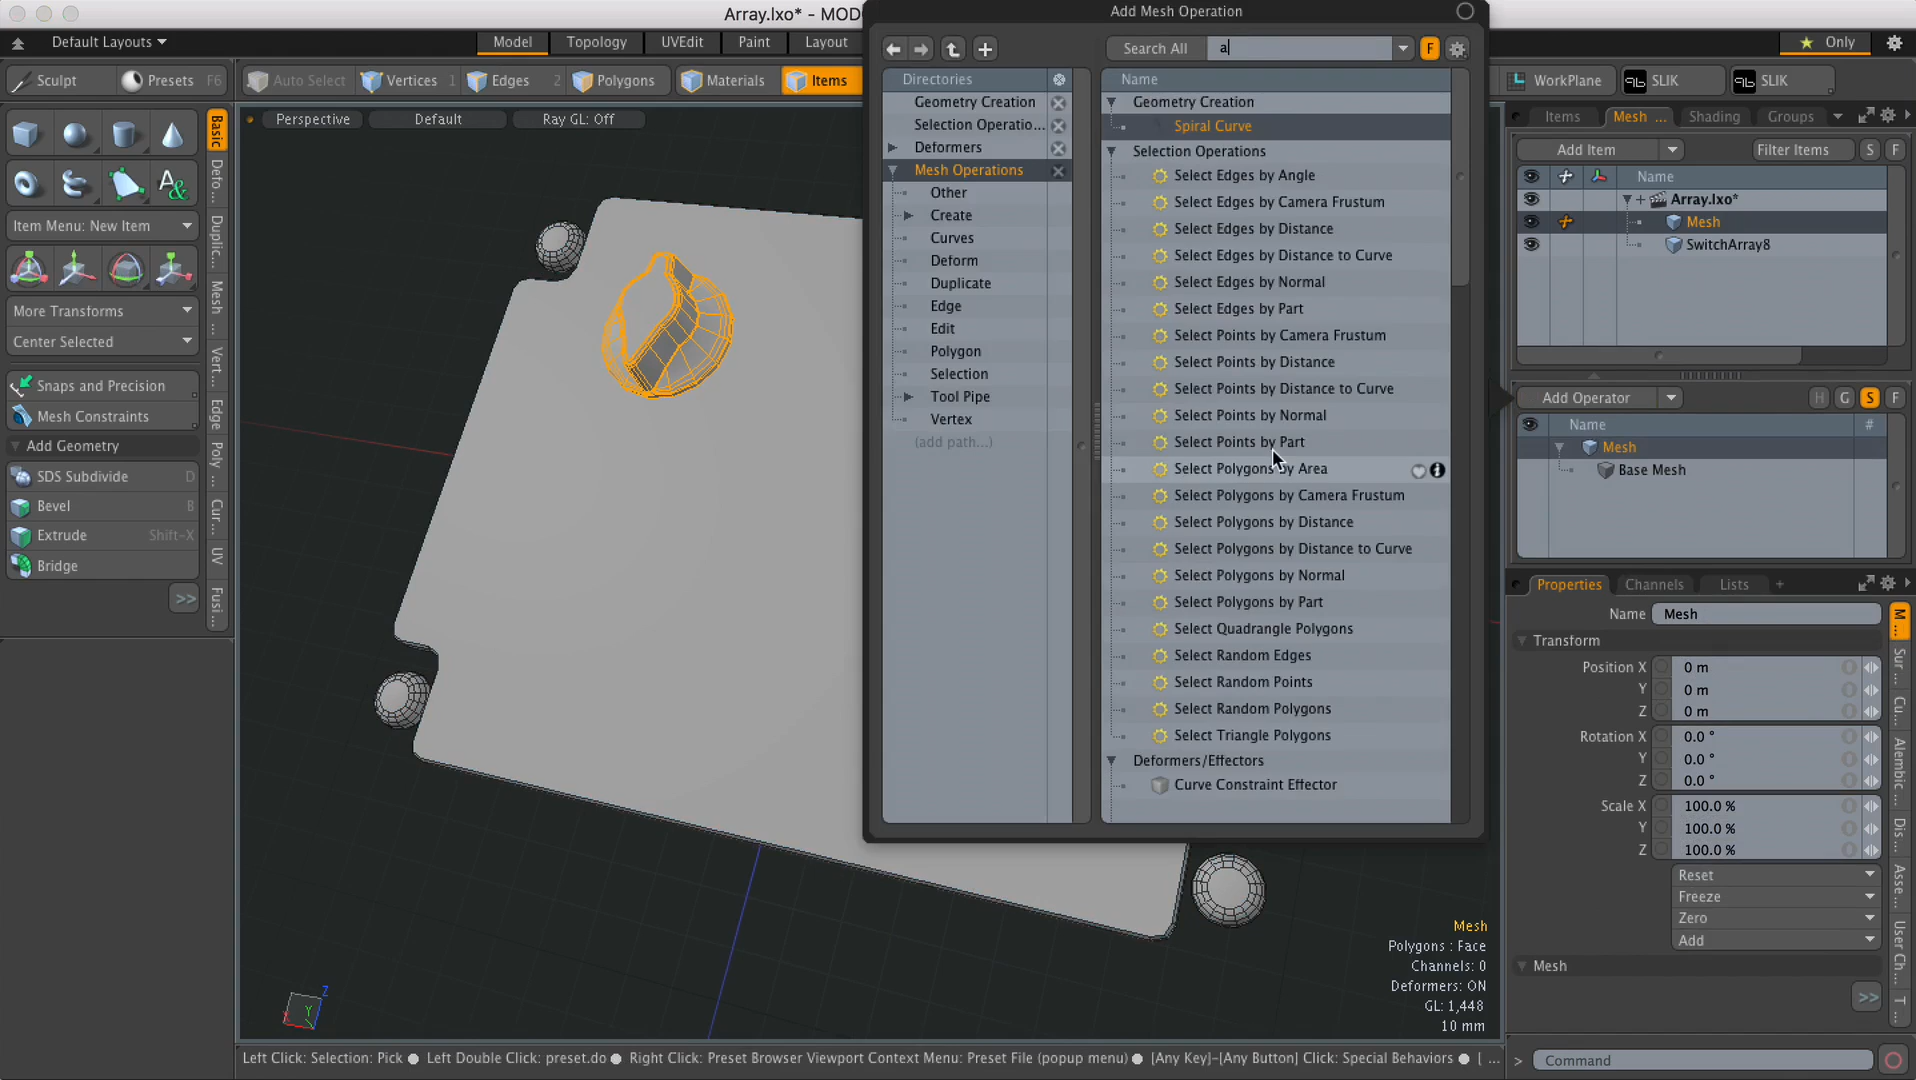 Array.lxo* - MOD
Add Mesh Operation
Default Layouts
Model
Topology
UVEdit
Paint
Layout
Only
Search All
a
F
Sculpt
Presets F6
Auto Select
Vertices 1
Edges 2
Polygons
Materials
Items
WorkPlane
SLIK
SLIK
Perspective
Default
Ray GL: Off
Basic
Defo...
Duplic...
Mesh ...
Vert...
Edge
Poly ...
Cur...
UV
Fusi...
Item Menu: New Item
More Transforms
Center Selected
Snaps and Precision
Mesh Constraints
Add Geometry
SDS Subdivide D
Bevel B
Extrude Shift-X
Bridge
>>
Directories
Geometry Creation
Selection Operatio...
Deformers
Mesh Operations
Other
Create
Curves
Deform
Duplicate
Edge
Edit
Polygon
Selection
Tool Pipe
Vertex
(add path...)
Name
Geometry Creation
Spiral Curve
Selection Operations
Select Edges by Angle
Select Edges by Camera Frustum
Select Edges by Distance
Select Edges by Distance to Curve
Select Edges by Normal
Select Edges by Part
Select Points by Camera Frustum
Select Points by Distance
Select Points by Distance to Curve
Select Points by Normal
Select Points by Part
Select Polygons by Area
Select Polygons by Camera Frustum
Select Polygons by Distance
Select Polygons by Distance to Curve
Select Polygons by Normal
Select Polygons by Part
Select Quadrangle Polygons
Select Random Edges
Select Random Points
Select Random Polygons
Select Triangle Polygons
Deformers/Effectors
Curve Constraint Effector
Items
Mesh ...
Shading
Groups
Add Item
Filter Items
S
F
Name
Array.lxo*
Mesh
SwitchArray8
Add Operator
H
G
S
F
Name #
Mesh
Base Mesh
Properties
Channels
Lists
+
Name Mesh
Transform
Position X 0 m
Y 0 m
Z 0 m
Rotation X 0.0 °
Y 0.0 °
Z 0.0 °
Scale X 100.0 %
Y 100.0 %
Z 100.0 %
Reset
Freeze
Zero
Add
Mesh
>>
M...
Sur...
Cu...
Alembic...
Dis...
Asse...
User Ch...
T...
Mesh
Polygons : Face
Channels: 0
Deformers: ON
GL: 1,448
10 mm
Z
Y
X
Left Click: Selection: Pick ● Left Double Click: preset.do ● Right Click: Preset Browser Viewport Context Menu: Preset File (popup menu) ● [Any Key]-[Any Button] Click: Special Behaviors ● [ ...
> Command